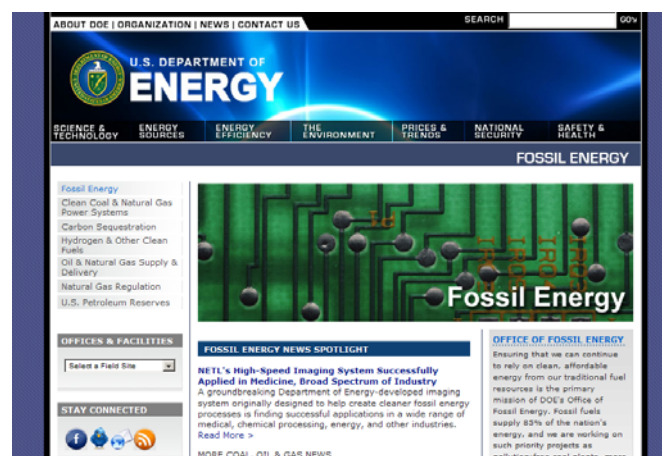 ABOUT DOE | ORGANIZATION | NEWS | CONTACT US
SEARCH
U.S. DEPARTMENT OF
ENERGY
SCIENCE & TECHNOLOGY
ENERGY SOURCES
ENERGY EFFICIENCY
THE ENVIRONMENT
PRICES & TRENDS
NATIONAL SECURITY
SAFETY & HEALTH
FOSSIL ENERGY
Fossil Energy
Clean Coal & Natural Gas
Power Systems
Carbon Sequestration
Hydrogen & Other Clean
Fuels
Oil & Natural Gas Supply &
Delivery
Natural Gas Regulation
U.S. Petroleum Reserves
Fossil Energy
OFFICES & FACILITIES
Select a Field Site
STAY CONNECTED
FOSSIL ENERGY NEWS SPOTLIGHT
NETL's High-Speed Imaging System Successfully
Applied in Medicine, Broad Spectrum of Industry
A groundbreaking Department of Energy-developed imaging
system originally designed to help create cleaner fossil energy
processes is finding successful applications in a wide range of
medical, chemical processing, energy, and other industries.
Read More >
MORE COAL, OIL & GAS NEWS
OFFICE OF FOSSIL ENERGY
Ensuring that we can continue
to rely on clean, affordable
energy from our traditional fuel
resources is the primary
mission of DOE's Office of
Fossil Energy. Fossil fuels
supply 83% of the nation's
energy, and we are working on
such priority projects as